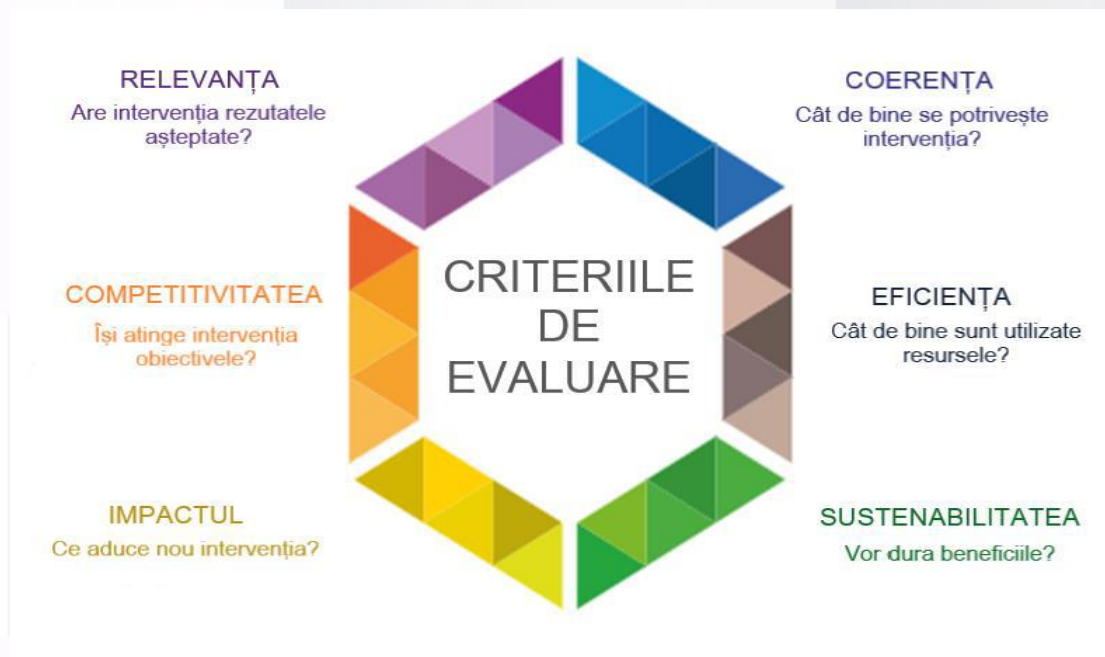 RELEVANȚA
Are intervenția rezutatele
așteptate?
COERENȚA
Cât de bine se potrivește
intervenția?
CRITERIILE
DE
EVALUARE
COMPETITIVITATEA
Își atinge intervenția
obiectivele?
EFICIENȚA
Cât de bine sunt utilizate
resursele?
IMPACTUL
Ce aduce nou intervenția?
SUSTENABILITATEA
Vor dura beneficiile?